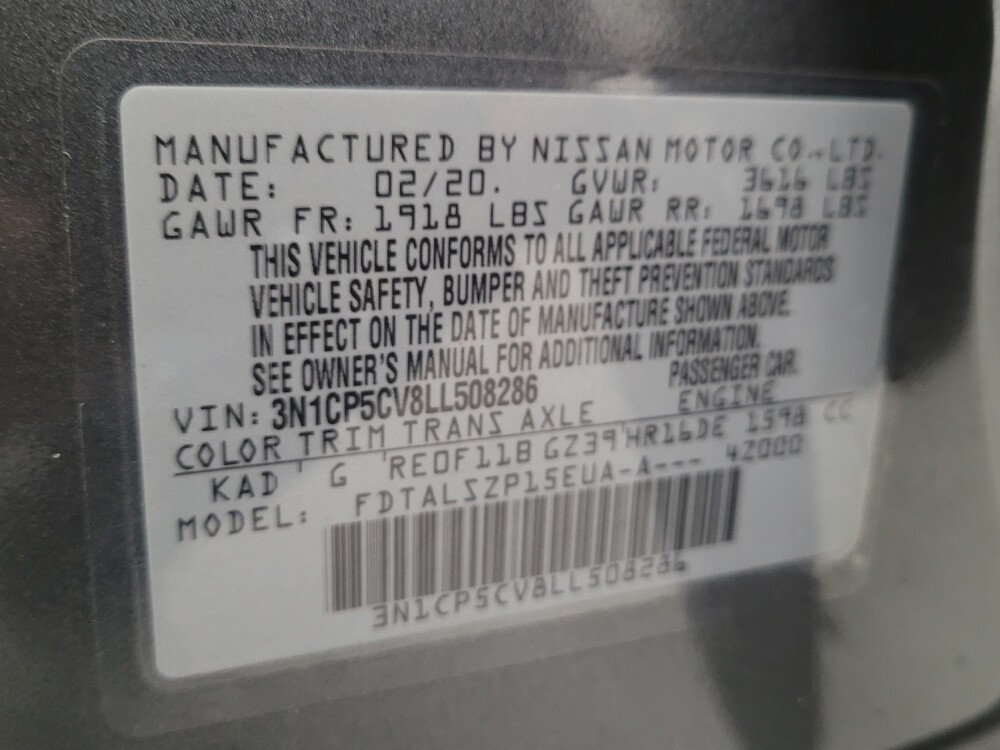 MANUFACTURED BY NISSAN MOTOR CO.,LTD.
DATE: 02/20. GVWR: 3616 LBS
GAWR FR: 1918 LBS GAWR RR: 1698 LBS
THIS VEHICLE CONFORMS TO ALL APPLICABLE FEDERAL MOTOR
VEHICLE SAFETY, BUMPER AND THEFT PREVENTION STANDARDS
IN EFFECT ON THE DATE OF MANUFACTURE SHOWN ABOVE.
SEE OWNER'S MANUAL FOR ADDITIONAL INFORMATION.
VIN: 3N1CP5CV8LL508286 PASSENGER CAR.
COLOR TRIM TRANS AXLE ENGINE
KAD G RE0F11B GZ39 HR16DE 1598 CC
MODEL: FDTALSZP15EUA-A--- 4Z000
3N1CP5CV8LL508286